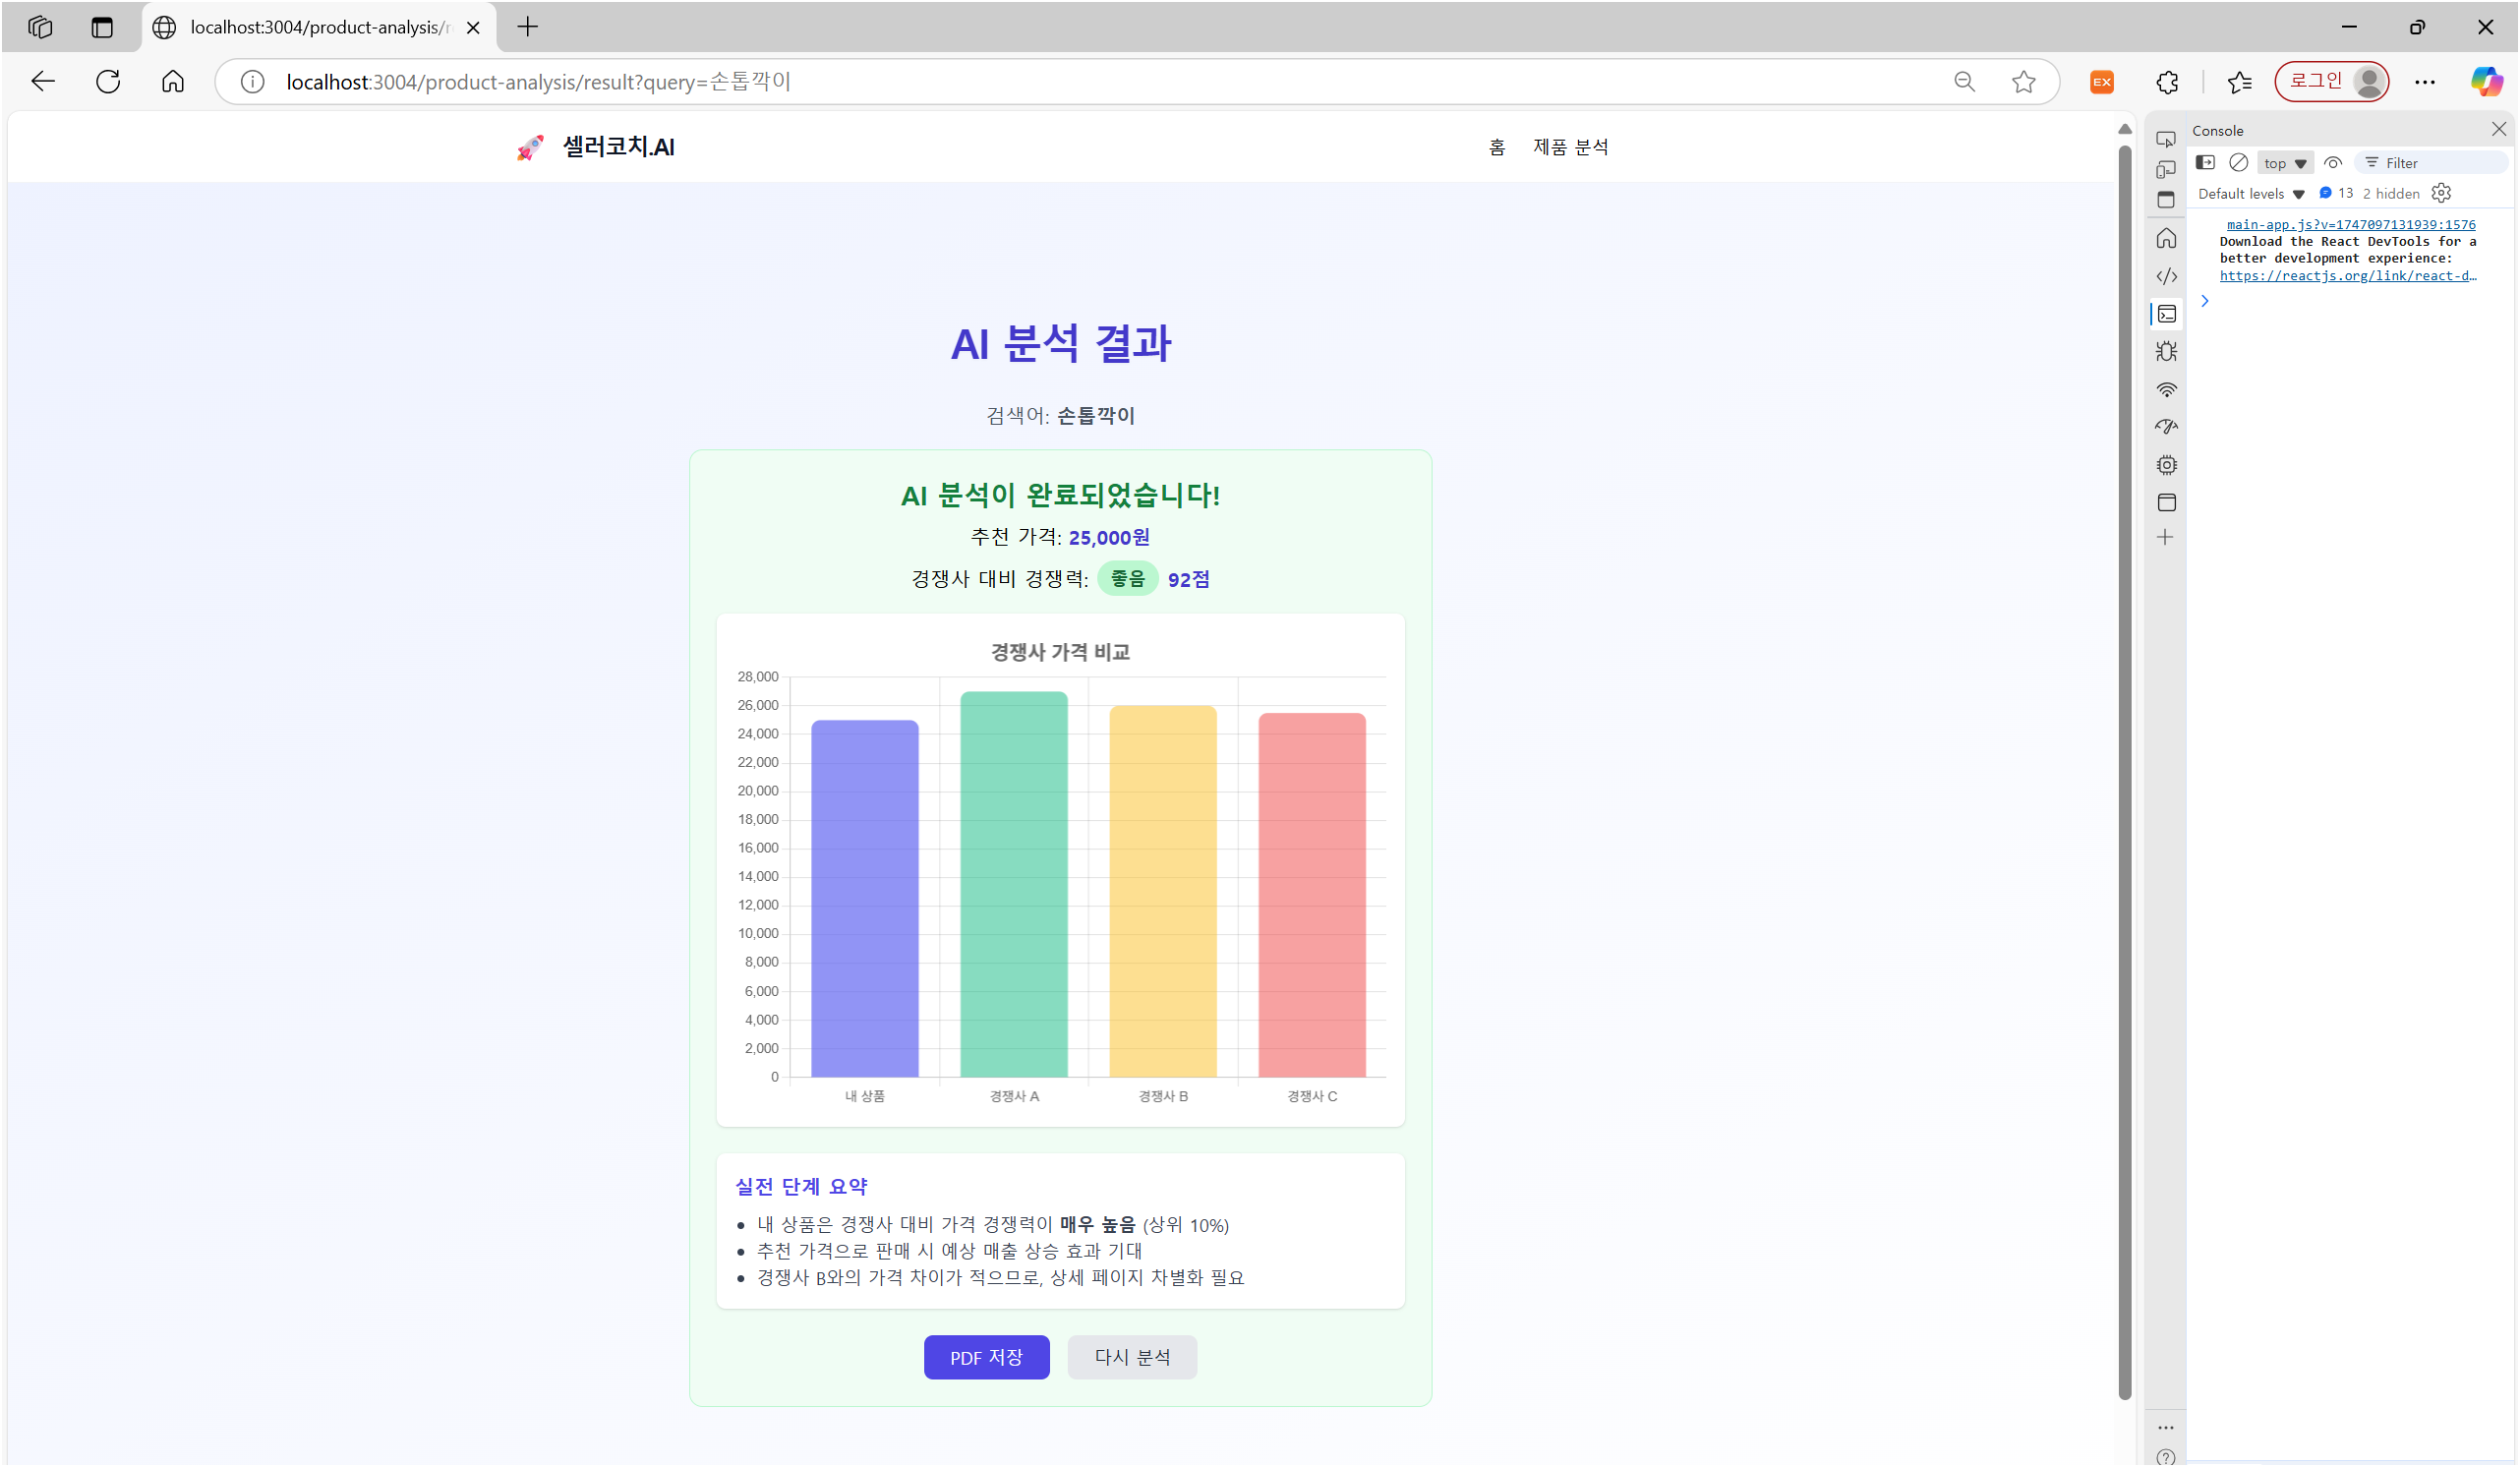 localhost:3004/product-analysis/r
localhost:3004/product-analysis/result?query=손톱깍이
EX
로그인
🚀 셀러코치.AI
홈 제품 분석
AI 분석 결과
검색어: 손톱깍이
AI 분석이 완료되었습니다!
추천 가격: 25,000원
경쟁사 대비 경쟁력: 좋음 92점
경쟁사 가격 비교
28,000
26,000
24,000
22,000
20,000
18,000
16,000
14,000
12,000
10,000
8,000
6,000
4,000
2,000
0
내 상품 경쟁사 A 경쟁사 B 경쟁사 C
실전 단계 요약
• 내 상품은 경쟁사 대비 가격 경쟁력이 매우 높음 (상위 10%)
• 추천 가격으로 판매 시 예상 매출 상승 효과 기대
• 경쟁사 B와의 가격 차이가 적으므로, 상세 페이지 차별화 필요
PDF 저장 다시 분석
Console
top Filter
Default levels 13 2 hidden
main-app.js?v=1747097131939:1576
Download the React DevTools for a
better development experience:
https://reactjs.org/link/react-d…